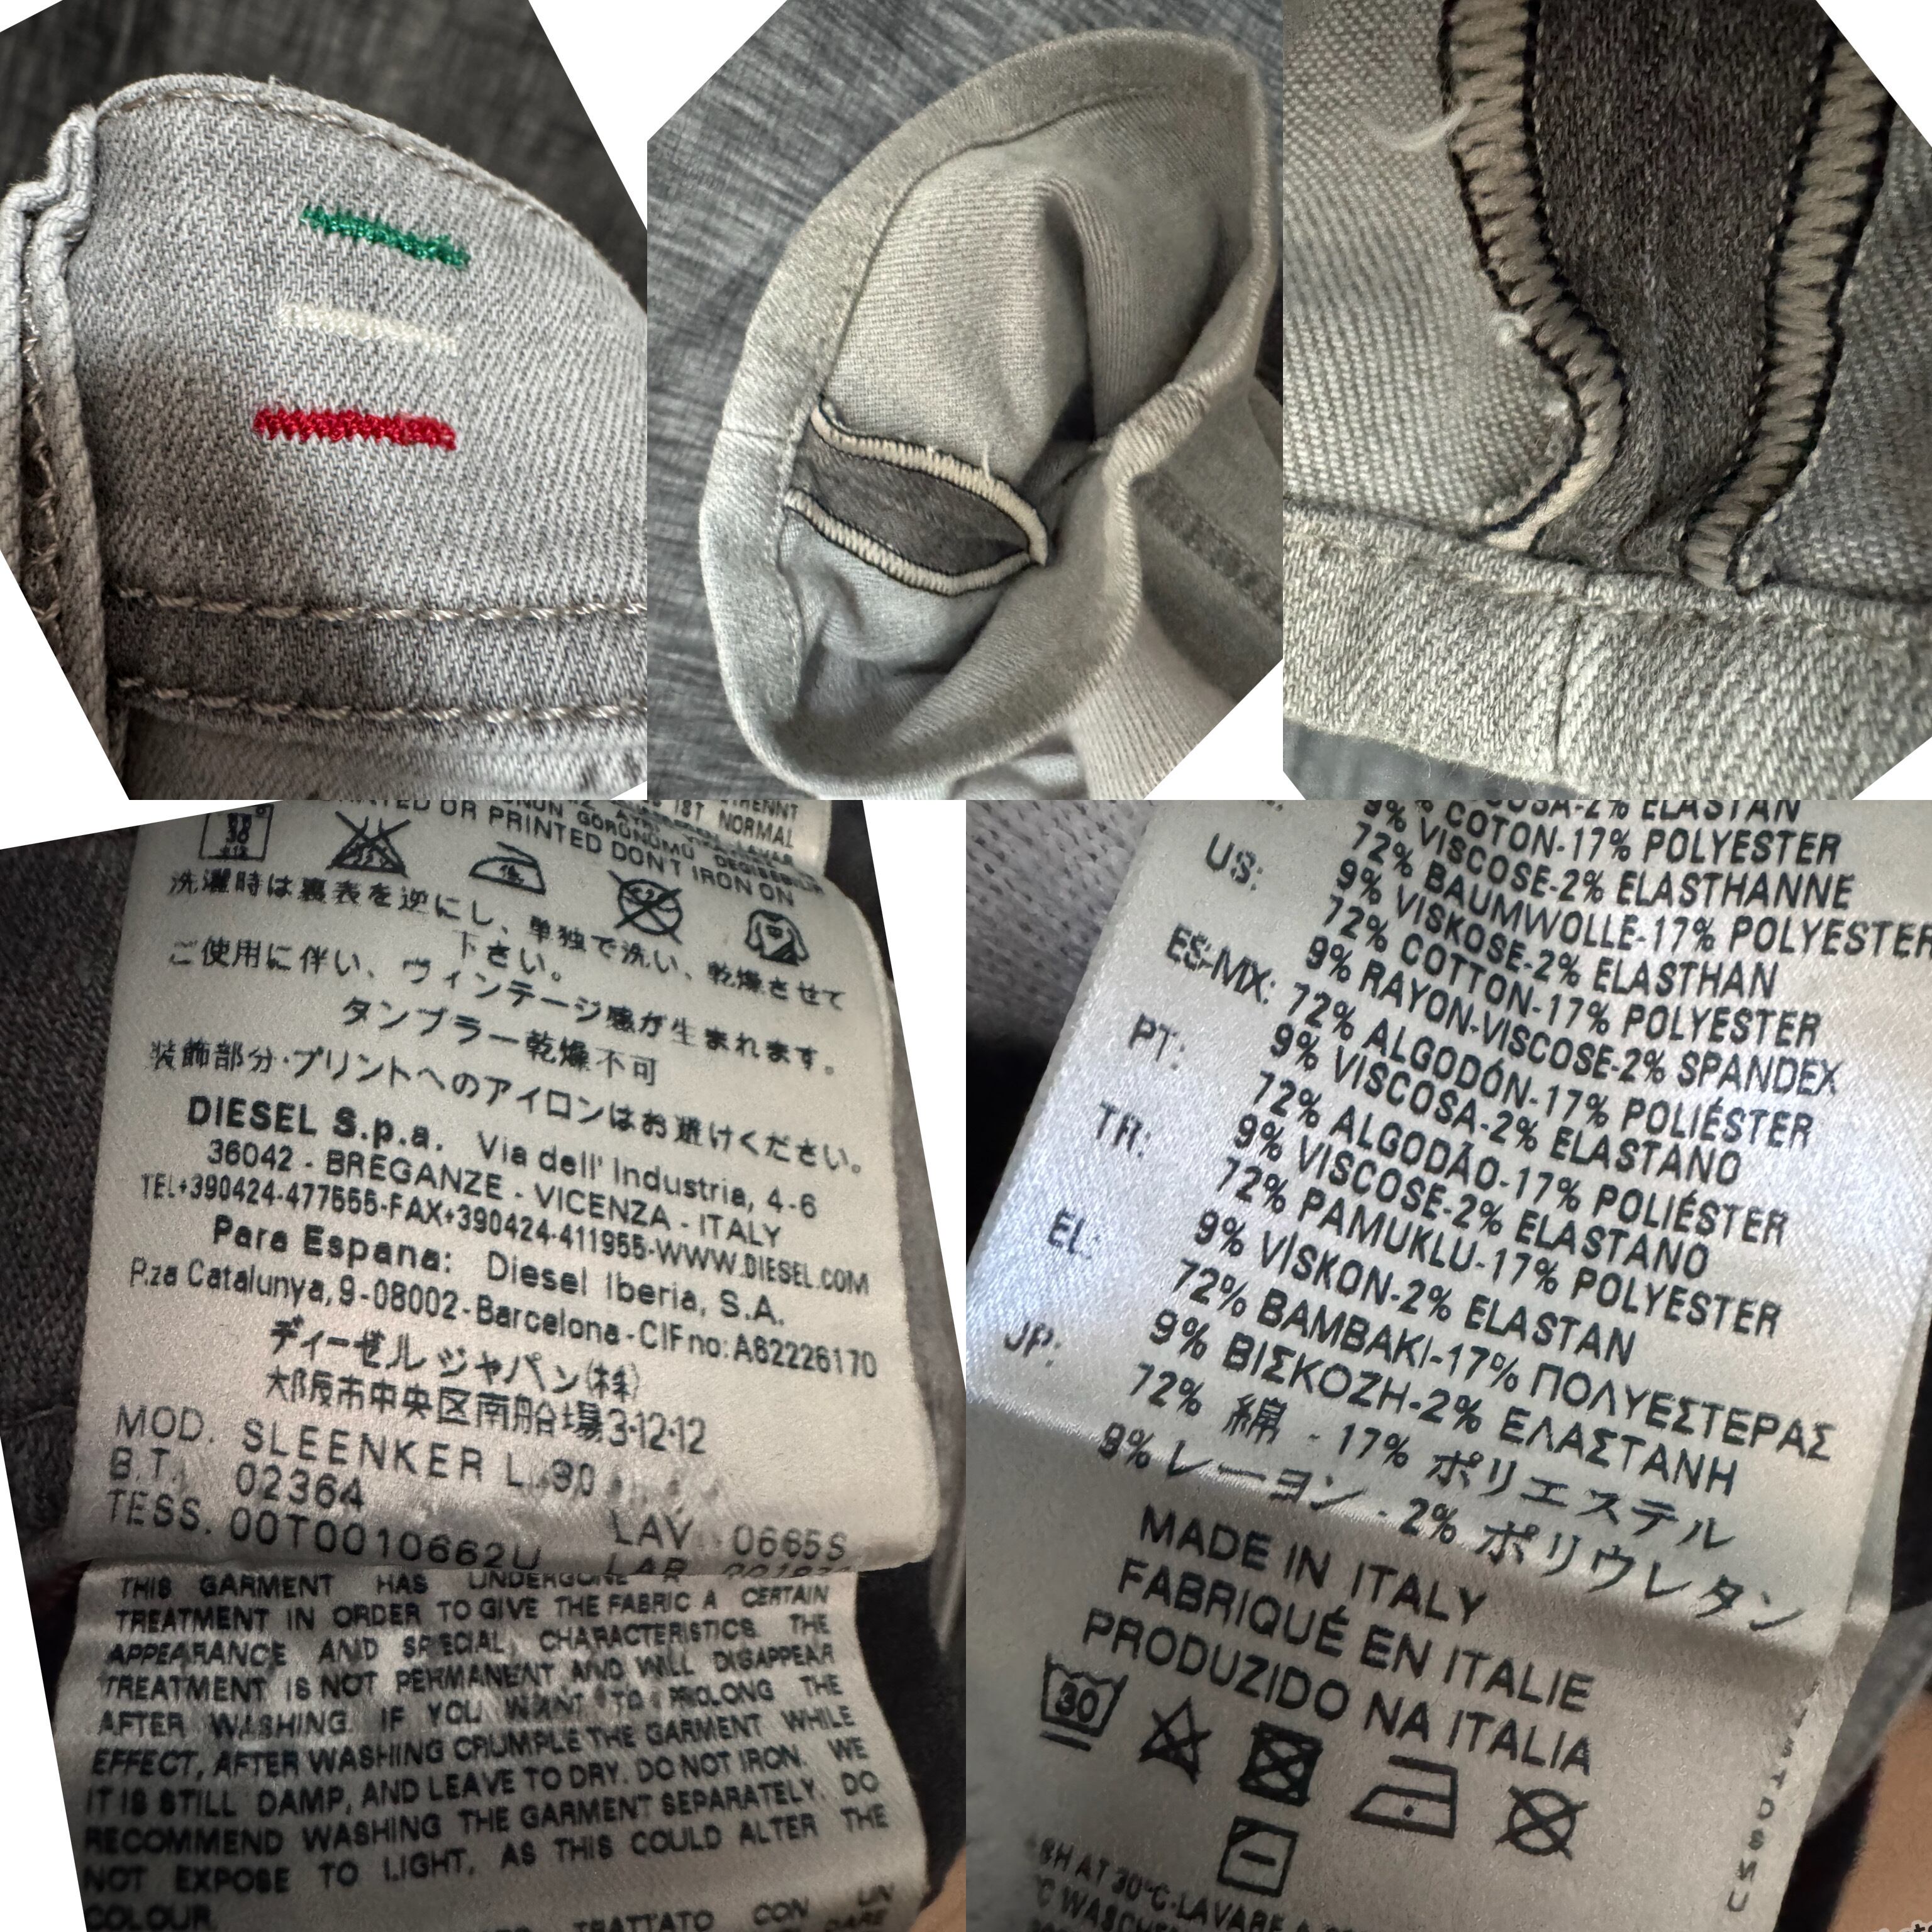 PRINTED DON'T IRON ON
洗濯時は裏表を逆にし、単独で洗い、乾燥させて
下さい。
ご使用に伴い、ヴィンテージ感が生まれます。
タンブラー乾燥不可
装飾部分・プリントへのアイロンはお避けください。
DIESEL S.p.a. Via dell' Industria, 4-6
36042 - BREGANZE - VICENZA - ITALY
TEL+390424-477555-FAX+390424-411955-WWW.DIESEL.COM
Para Espana: Diesel Iberia, S.A.
P.za Catalunya, 9-08002-Barcelona-CIF no: A62226170
ディーゼルジャパン(株)
大阪市中央区南船場3-12-12
MOD. SLEENKER L. 30
B.T. 02364
TESS. 00T0010662U LAV. 0665S
THIS GARMENT HAS UNDERGONE
TREATMENT IN ORDER TO GIVE THE FABRIC A CERTAIN
APPEARANCE AND SPECIAL CHARACTERISTICS. THE
TREATMENT IS NOT PERMANENT AND WILL DISAPPEAR
AFTER WASHING. IF YOU WANT TO PROLONG THE
EFFECT, AFTER WASHING CRUMPLE THE GARMENT WHILE
IT IS STILL DAMP, AND LEAVE TO DRY. DO NOT IRON. WE
RECOMMEND WASHING THE GARMENT SEPARATELY. DO
NOT EXPOSE TO LIGHT, AS THIS COULD ALTER THE
COLOUR.
TRATTATO CON UN
2% ELASTAN
COTON-17% POLYESTER
9% VISCOSE-2% ELASTHANNE
72% BAUMWOLLE-17% POLYESTER
9% VISKOSE-2% ELASTHAN
US: 72% COTTON-17% POLYESTER
9% RAYON-VISCOSE-2% SPANDEX
ES-MX: 72% ALGODÓN-17% POLIÉSTER
9% VISCOSA-2% ELASTANO
PT: 72% ALGODÃO-17% POLIÉSTER
9% VISCOSE-2% ELASTANO
TR: 72% PAMUKLU-17% POLYESTER
9% VİSKON-2% ELASTAN
EL: 72% BAMBAKI-17% ΠΟΛΥΕΣΤΕΡΑΣ
9% ΒΙΣΚΟΖΗ-2% ΕΛΑΣΤΑΝΗ
JP: 72% 綿 - 17% ポリエステル
9% レーヨン - 2% ポリウレタン
MADE IN ITALY
FABRIQUÉ EN ITALIE
PRODUZIDO NA ITALIA
30
AT 30°C-LAVARE A